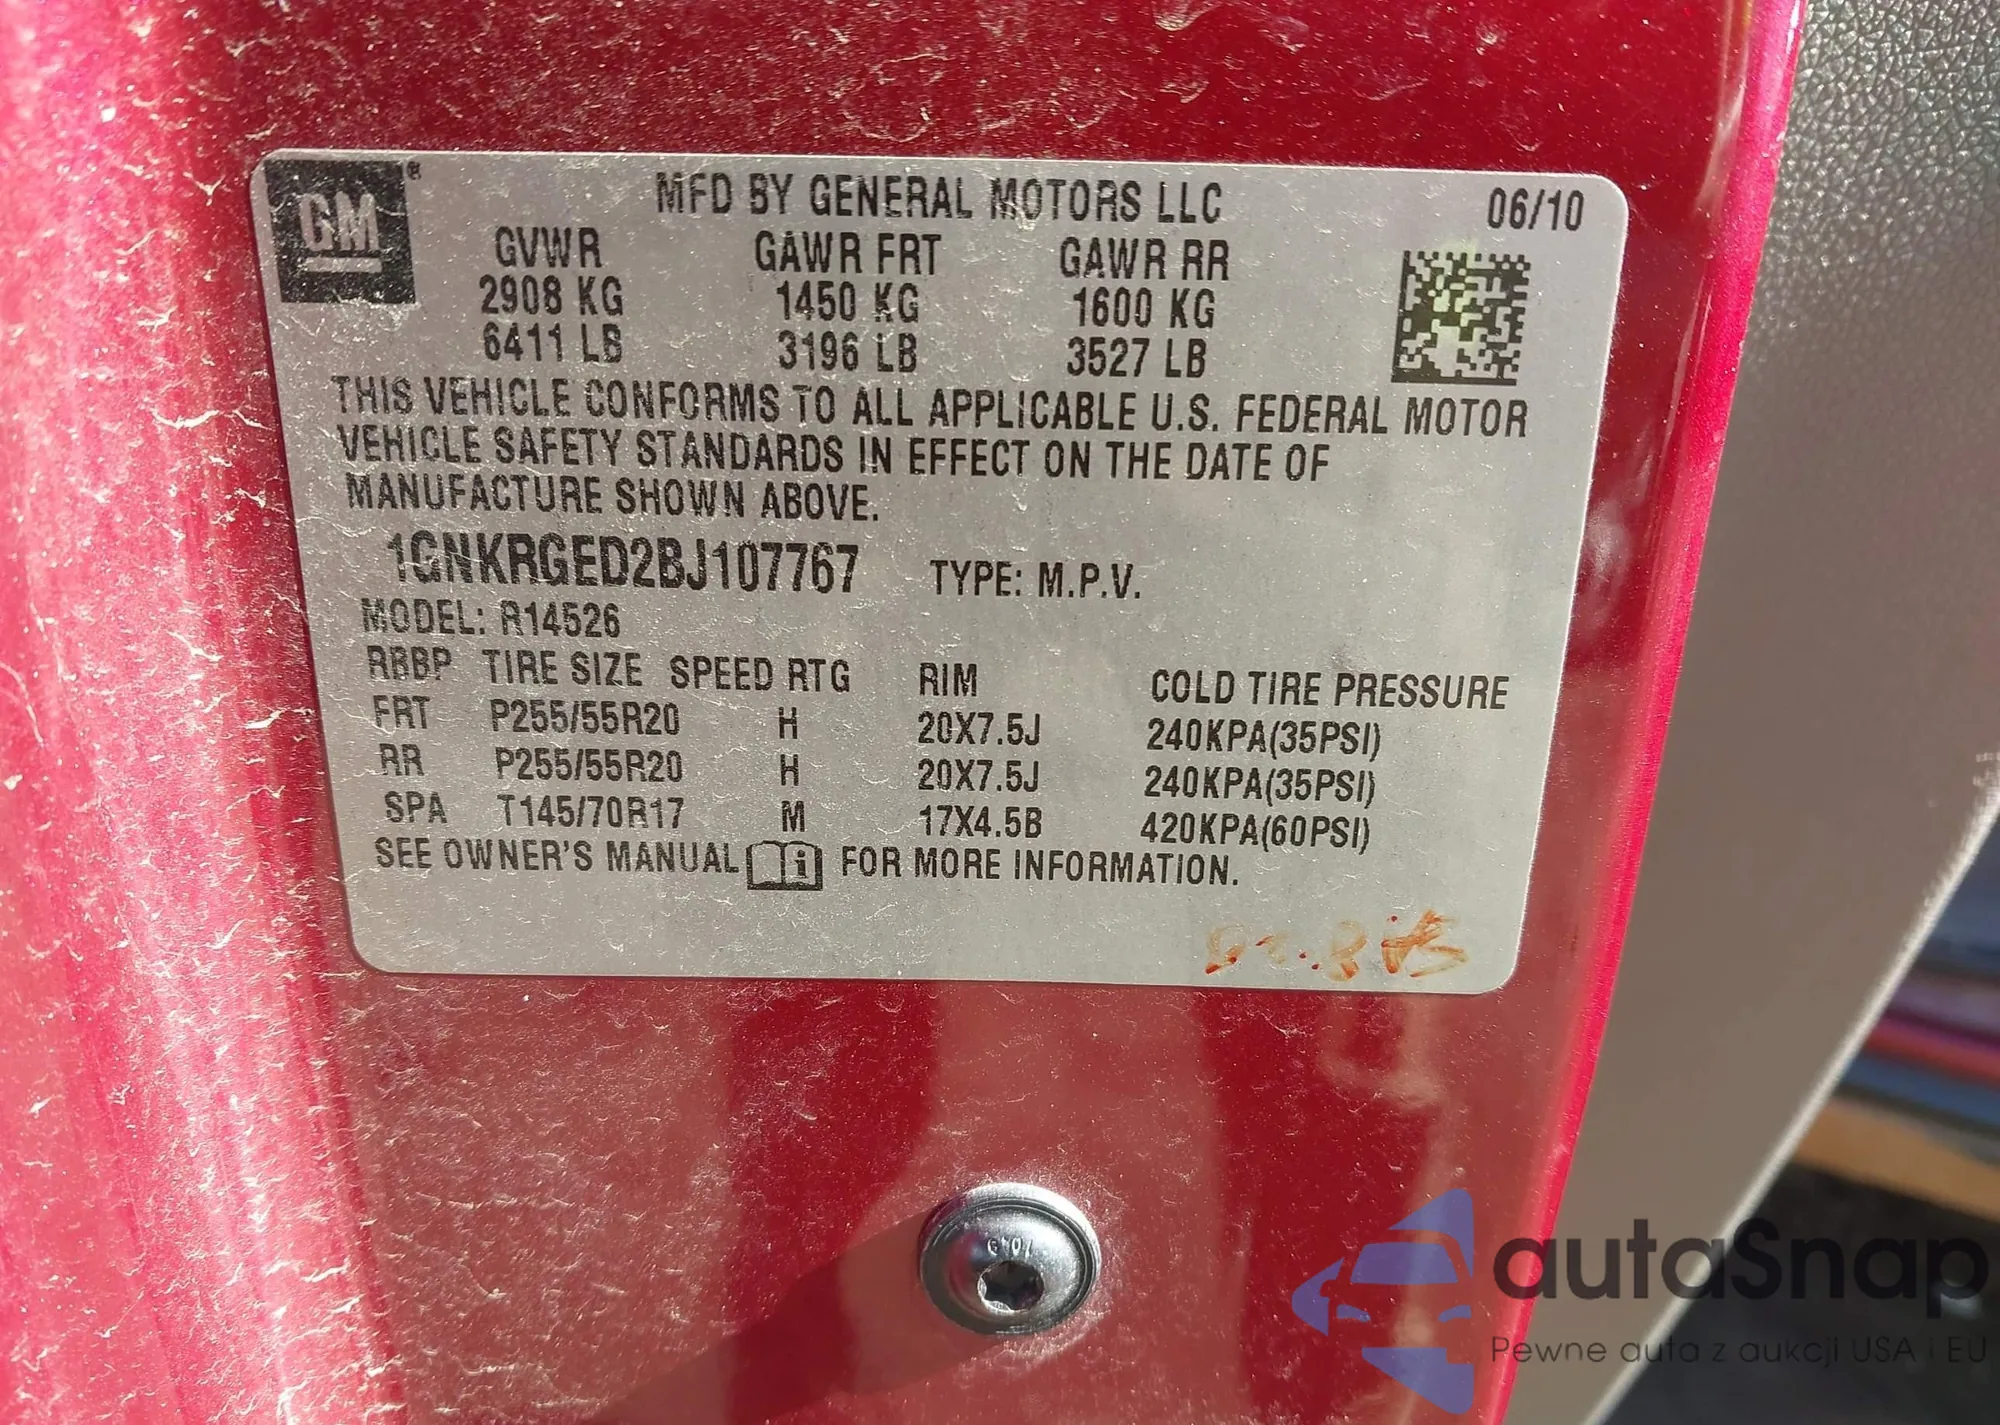 GM ®
MFD BY GENERAL MOTORS LLC 06/10
GVWR GAWR FRT GAWR RR
2908 KG 1450 KG 1600 KG
6411 LB 3196 LB 3527 LB
THIS VEHICLE CONFORMS TO ALL APPLICABLE U.S. FEDERAL MOTOR
VEHICLE SAFETY STANDARDS IN EFFECT ON THE DATE OF
MANUFACTURE SHOWN ABOVE.
1GNKRGED2BJ107767 TYPE: M.P.V.
MODEL: R14526
RBBP TIRE SIZE SPEED RTG RIM COLD TIRE PRESSURE
FRT P255/55R20 H 20X7.5J 240KPA(35PSI)
RR P255/55R20 H 20X7.5J 240KPA(35PSI)
SPA T145/70R17 M 17X4.5B 420KPA(60PSI)
SEE OWNER'S MANUAL i FOR MORE INFORMATION.
autaSnap
Pewne auta z aukcji USA i EU